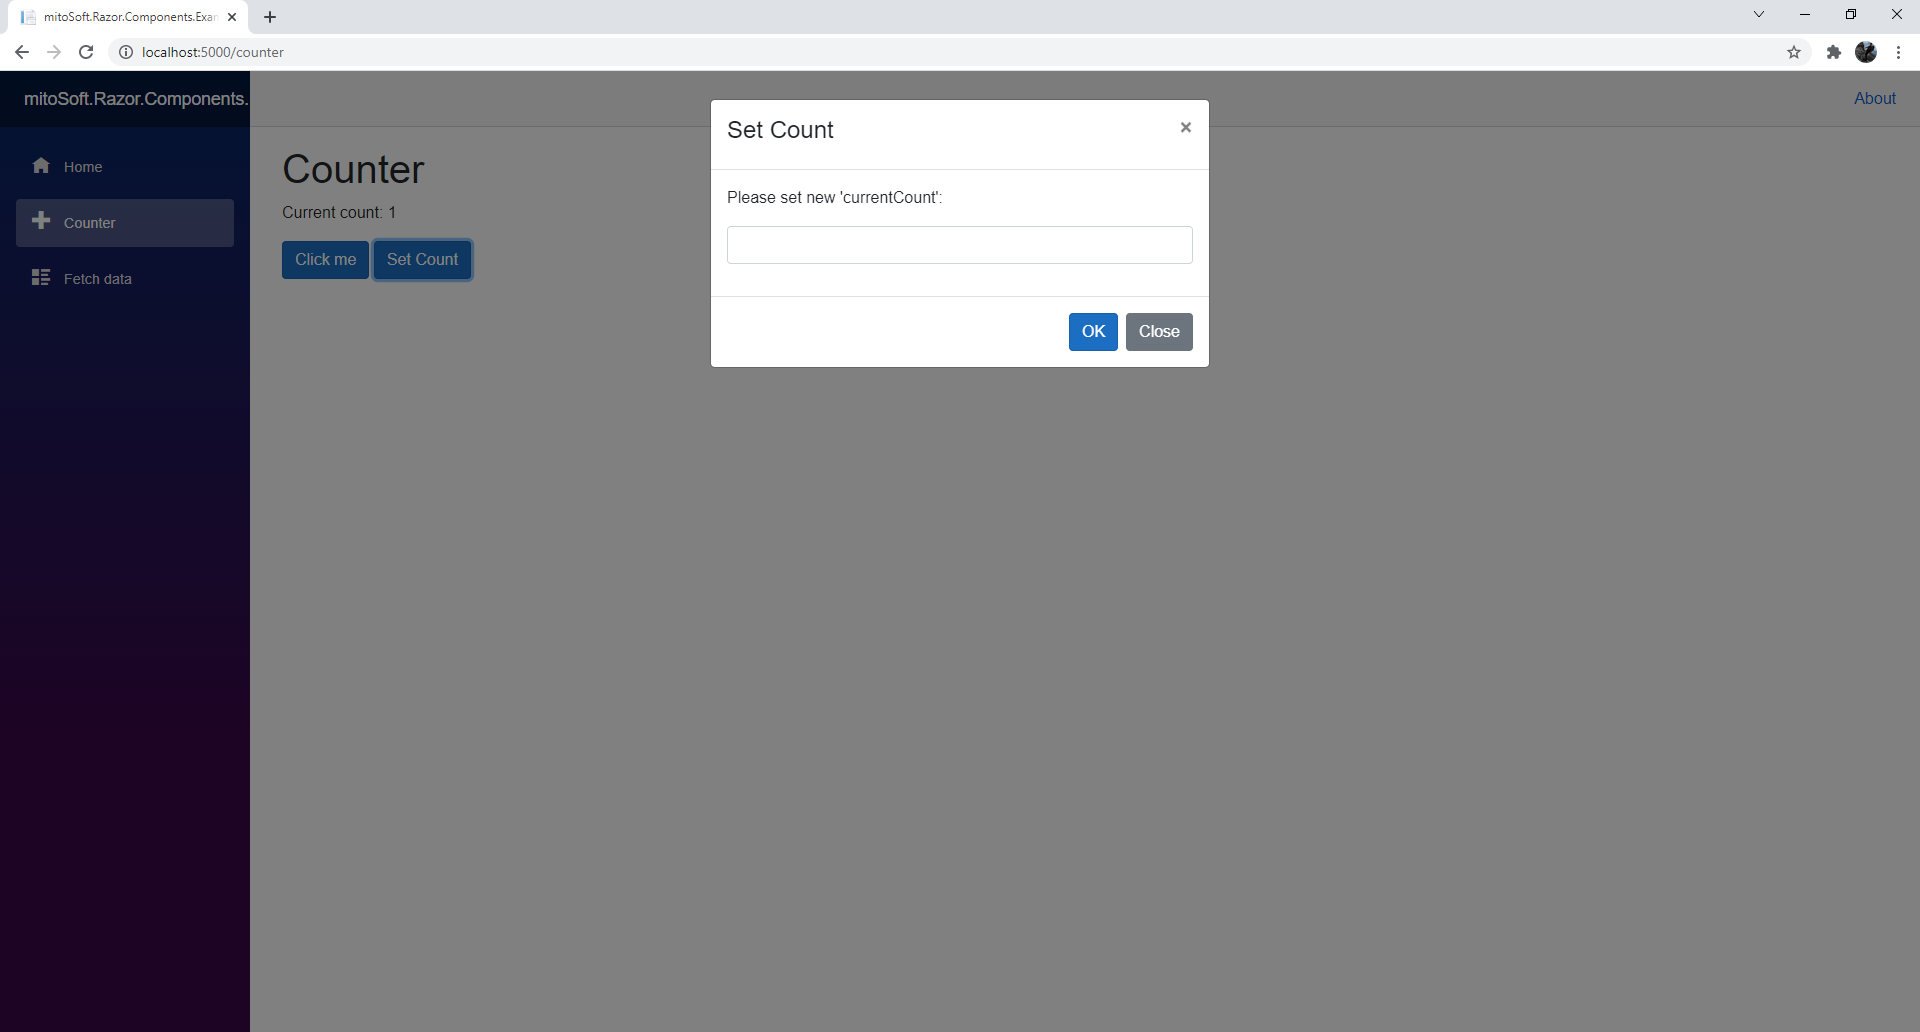 mitoSoft.Razor.Components.Exan
localhost:5000/counter
mitoSoft.Razor.Components.
About
Home
Counter
Fetch data
Counter
Current count: 1
Click me
Set Count
Set Count
×
Please set new 'currentCount':
OK
Close